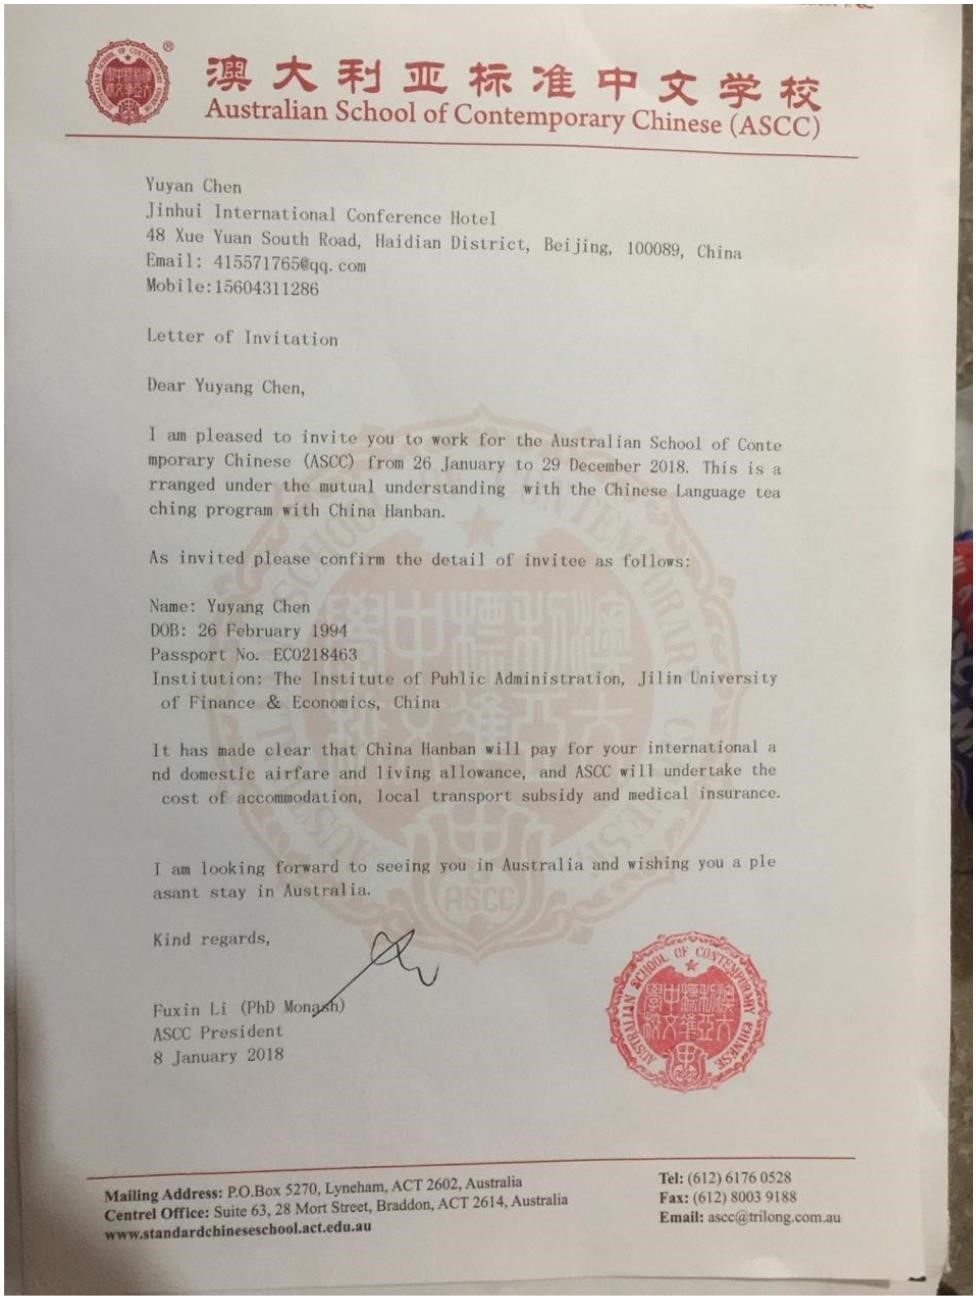 澳大利亚标准中文学校
Australian School of Contemporary Chinese (ASCC)
Yuyan Chen
Jinhui International Conference Hotel
48 Xue Yuan South Road, Haidian District, Beijing, 100089, China
Email: 415571765@qq.com
Mobile:15604311286
Letter of Invitation
Dear Yuyang Chen,
I am pleased to invite you to work for the Australian School of Conte
mporary Chinese (ASCC) from 26 January to 29 December 2018. This is a
rranged under the mutual understanding with the Chinese Language tea
ching program with China Hanban.
As invited please confirm the detail of invitee as follows:
Name: Yuyang Chen
DOB: 26 February 1994
Passport No. EC0218463
Institution: The Institute of Public Administration, Jilin University
of Finance & Economics, China
It has made clear that China Hanban will pay for your international a
nd domestic airfare and living allowance, and ASCC will undertake the
cost of accommodation, local transport subsidy and medical insurance.
I am looking forward to seeing you in Australia and wishing you a ple
asant stay in Australia.
Kind regards,
Fuxin Li (PhD Monash)
ASCC President
8 January 2018
AUSTRALIAN SCHOOL OF CONTEMPORARY CHINESE
Mailing Address: P.O.Box 5270, Lyneham, ACT 2602, Australia
Centrel Office: Suite 63, 28 Mort Street, Braddon, ACT 2614, Australia
www.standardchineseschool.act.edu.au
Tel: (612) 6176 0528
Fax: (612) 8003 9188
Email: ascc@trilong.com.au